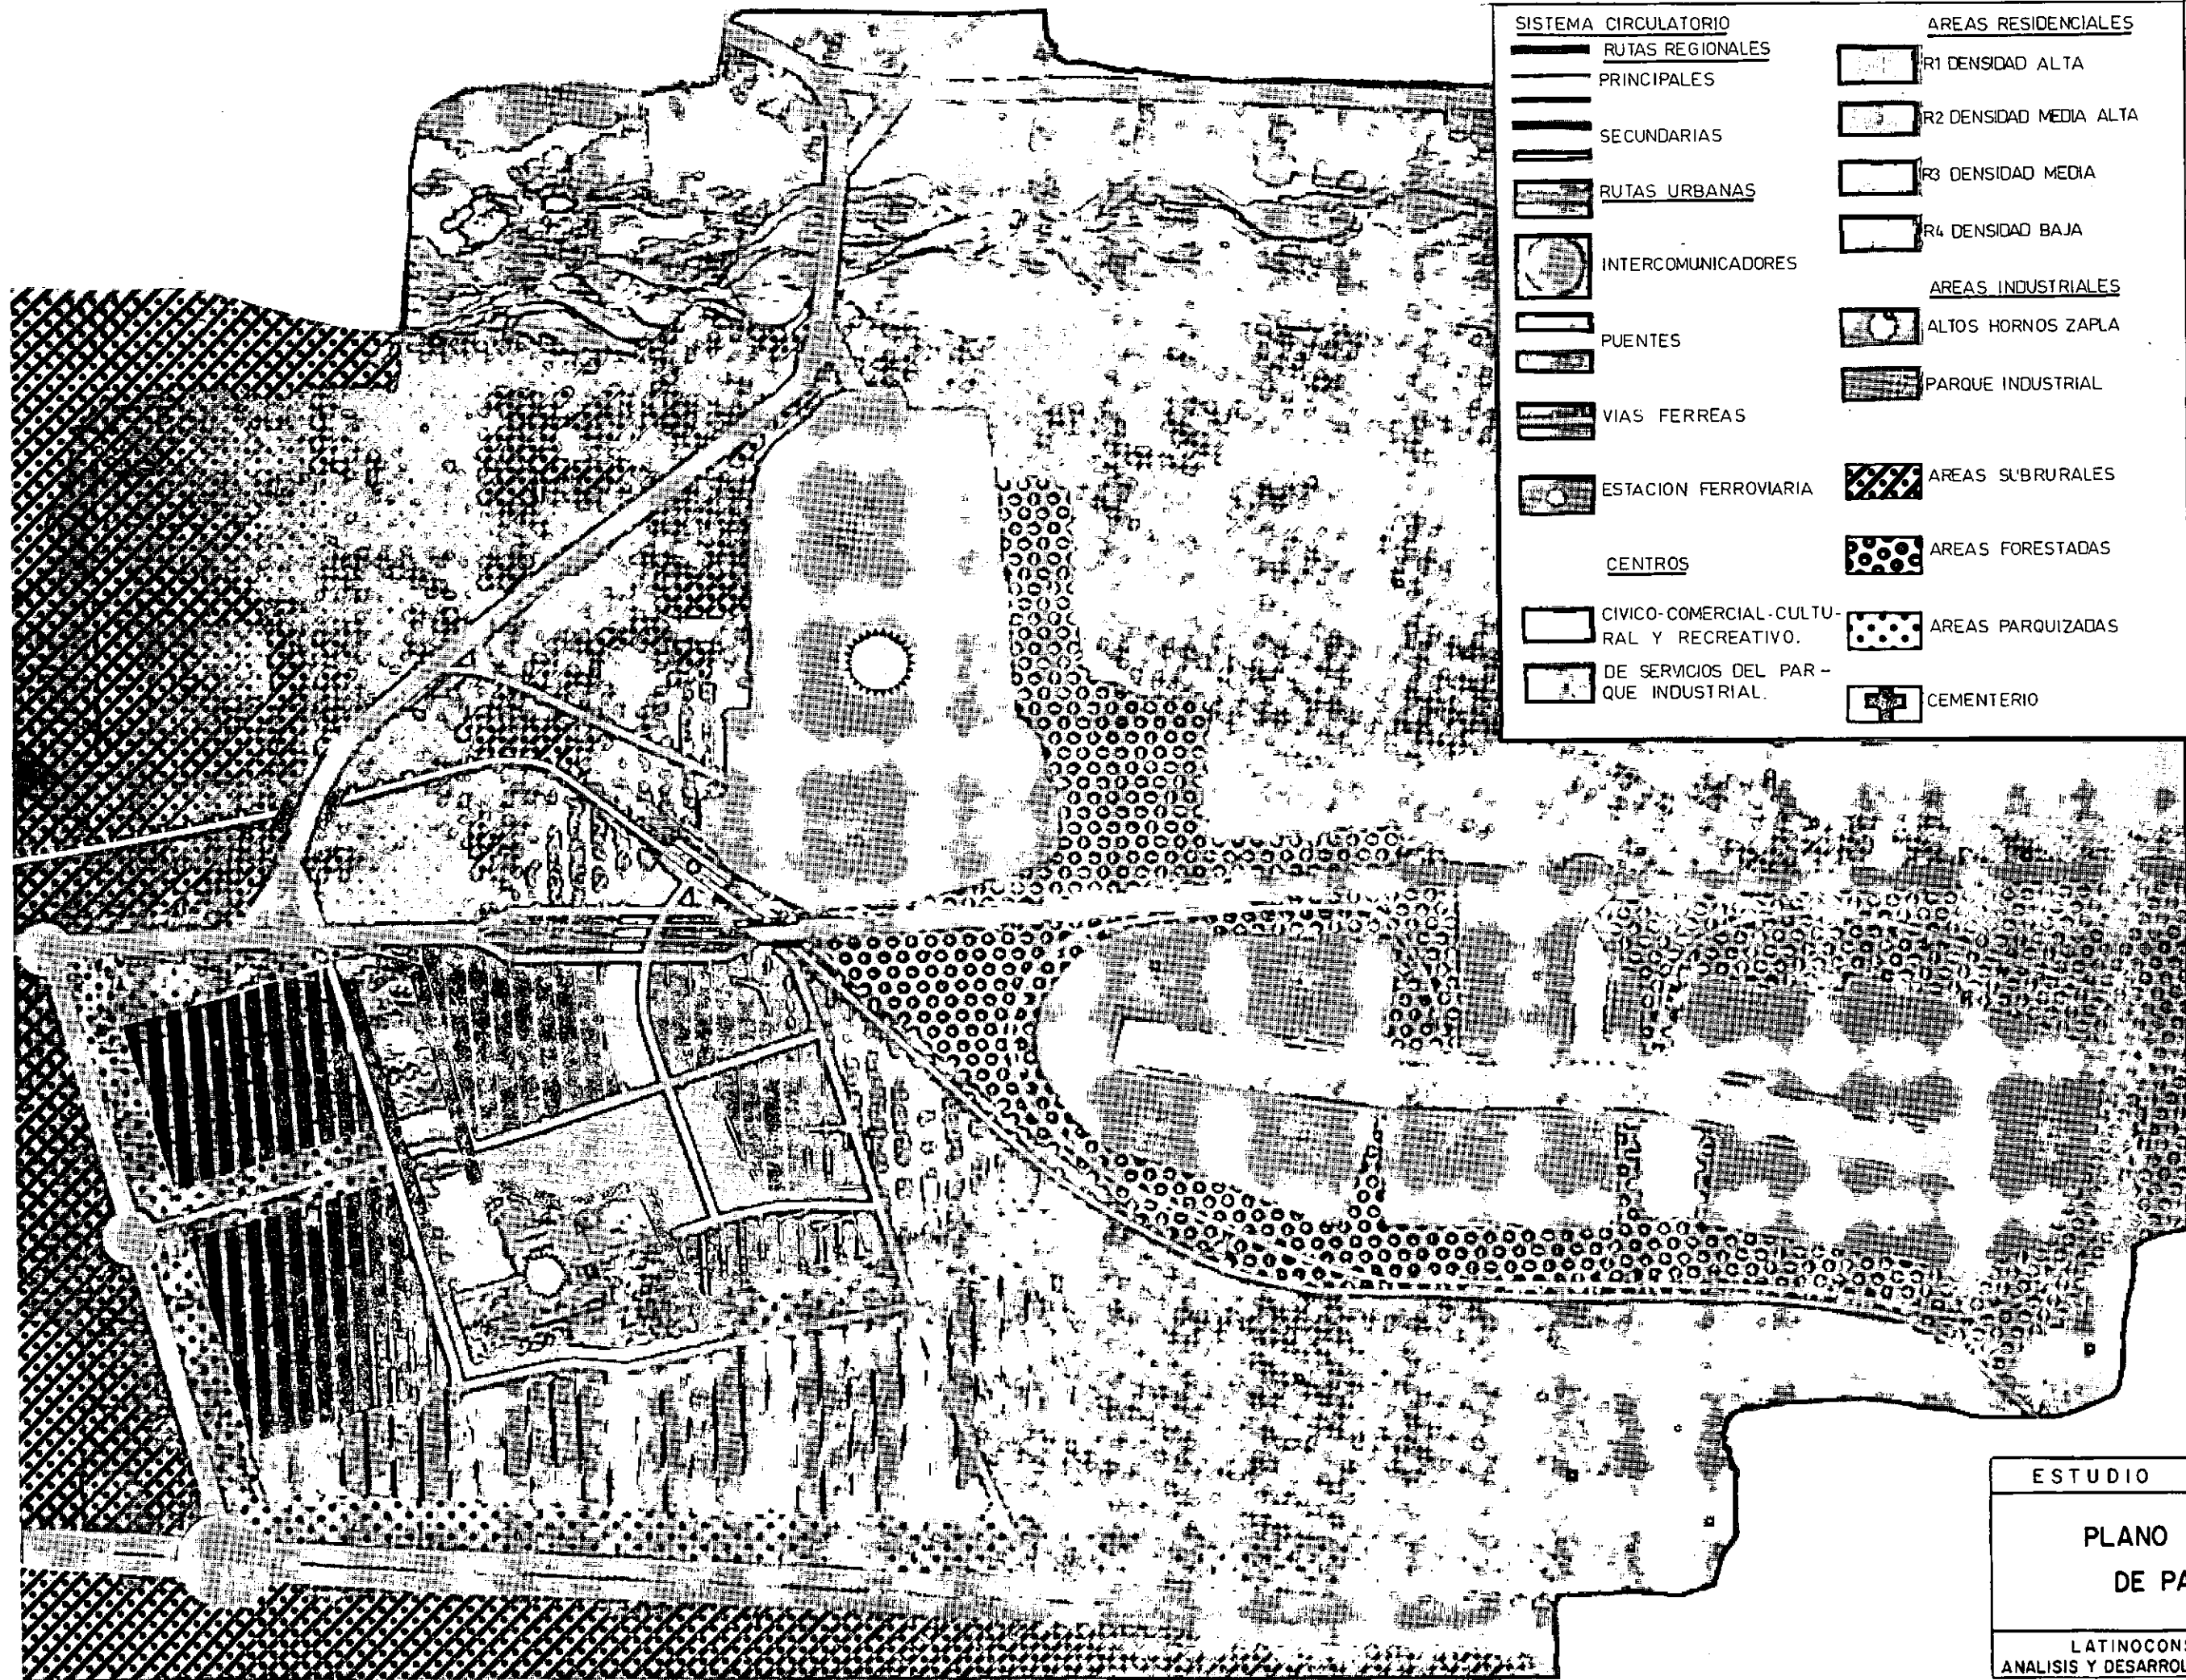 SISTEMA CIRCULATORIO
RUTAS REGIONALES
PRINCIPALES
SECUNDARIAS
RUTAS URBANAS
INTERCOMUNICADORES
PUENTES
VIAS FERREAS
ESTACION FERROVIARIA
CENTROS
CIVICO-COMERCIAL-CULTU-
RAL Y RECREATIVO.
DE SERVICIOS DEL PAR-
QUE INDUSTRIAL.
AREAS RESIDENCIALES
R1 DENSIDAD ALTA
R2 DENSIDAD MEDIA ALTA
R3 DENSIDAD MEDIA
R4 DENSIDAD BAJA
AREAS INDUSTRIALES
ALTOS HORNOS ZAPLA
PARQUE INDUSTRIAL
AREAS SUBRURALES
AREAS FORESTADAS
AREAS PARQUIZADAS
CEMENTERIO
ESTUDIO
PLANO
DE PA
LATINOCONS
ANALISIS Y DESARROL